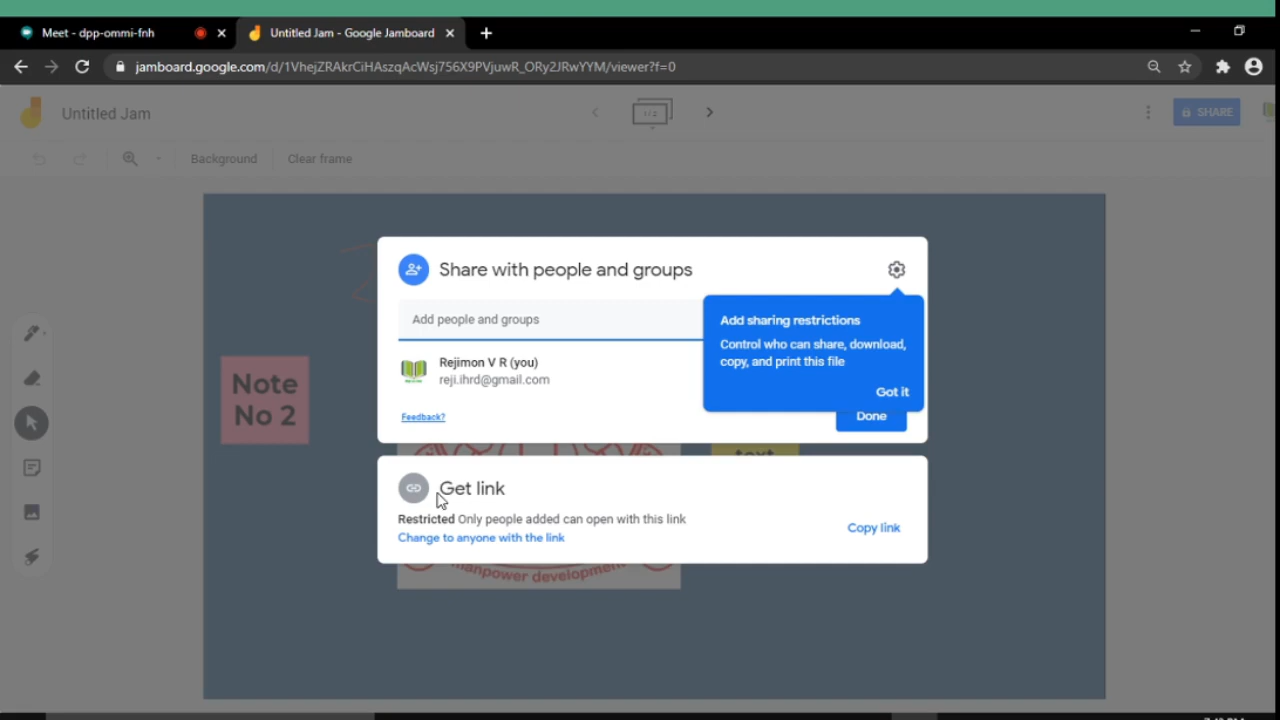 Meet - dpp-ommi-fnh
Untitled Jam - Google Jamboard
jamboard.google.com/d/1VhejZRAkrCiHAszqAcWsj756X9PVjuwR_ORy2JRwYYM/viewer?f=0
Untitled Jam
1/2
SHARE
Background
Clear frame
Share with people and groups
Add people and groups
Add sharing restrictions
Control who can share, download,
copy, and print this file
Got it
Rejimon V R (you)
reji.ihrd@gmail.com
Feedback?
Done
Note
No 2
text
Get link
Restricted Only people added can open with this link
Change to anyone with the link
Copy link
manpower development